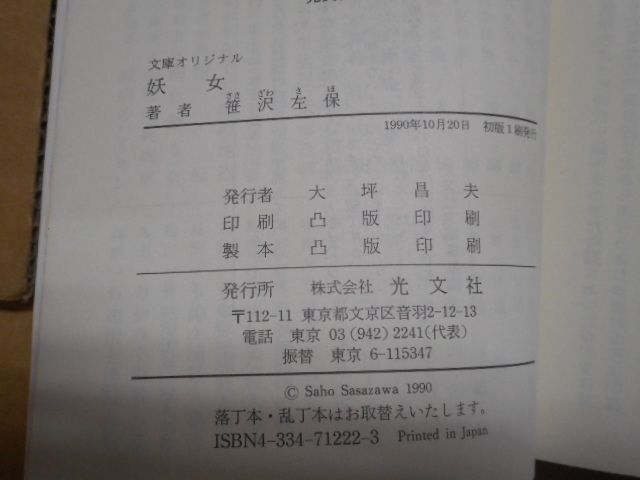 文庫オリジナル
妖女
著者 笹沢左保
ささ ざわ さ ほ
1990年10月20日 初版1刷発行
発行者 大坪昌夫
印刷 凸版印刷
製本 凸版印刷
発行所 株式会社 光文社
〒112-11 東京都文京区音羽2-12-13
電話 東京 03 (942) 2241(代表)
振替 東京 6-115347
© Saho Sasazawa 1990
落丁本・乱丁本はお取替えいたします。
ISBN4-334-71222-3 Printed in Japan